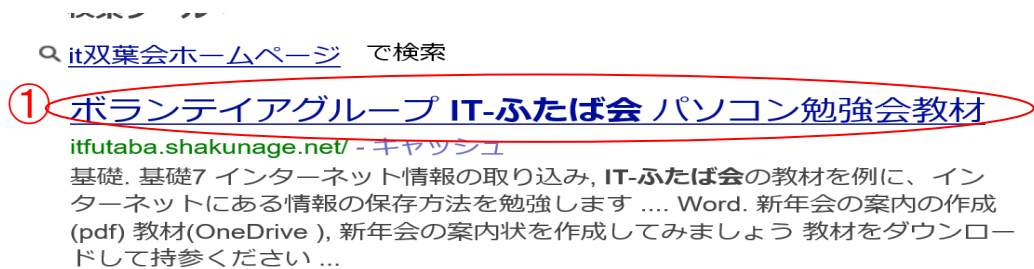 it双葉会ホームページ で検索
① ボランテイアグループ IT-ふたば会 パソコン勉強会教材
itfutaba.shakunage.net/ - キャッシュ
基礎. 基礎7 インターネット情報の取り込み, IT-ふたば会の教材を例に、イン
ターネットにある情報の保存方法を勉強します .... Word. 新年会の案内の作成
(pdf) 教材(OneDrive ), 新年会の案内状を作成してみましょう 教材をダウンロー
ドして持参ください ...